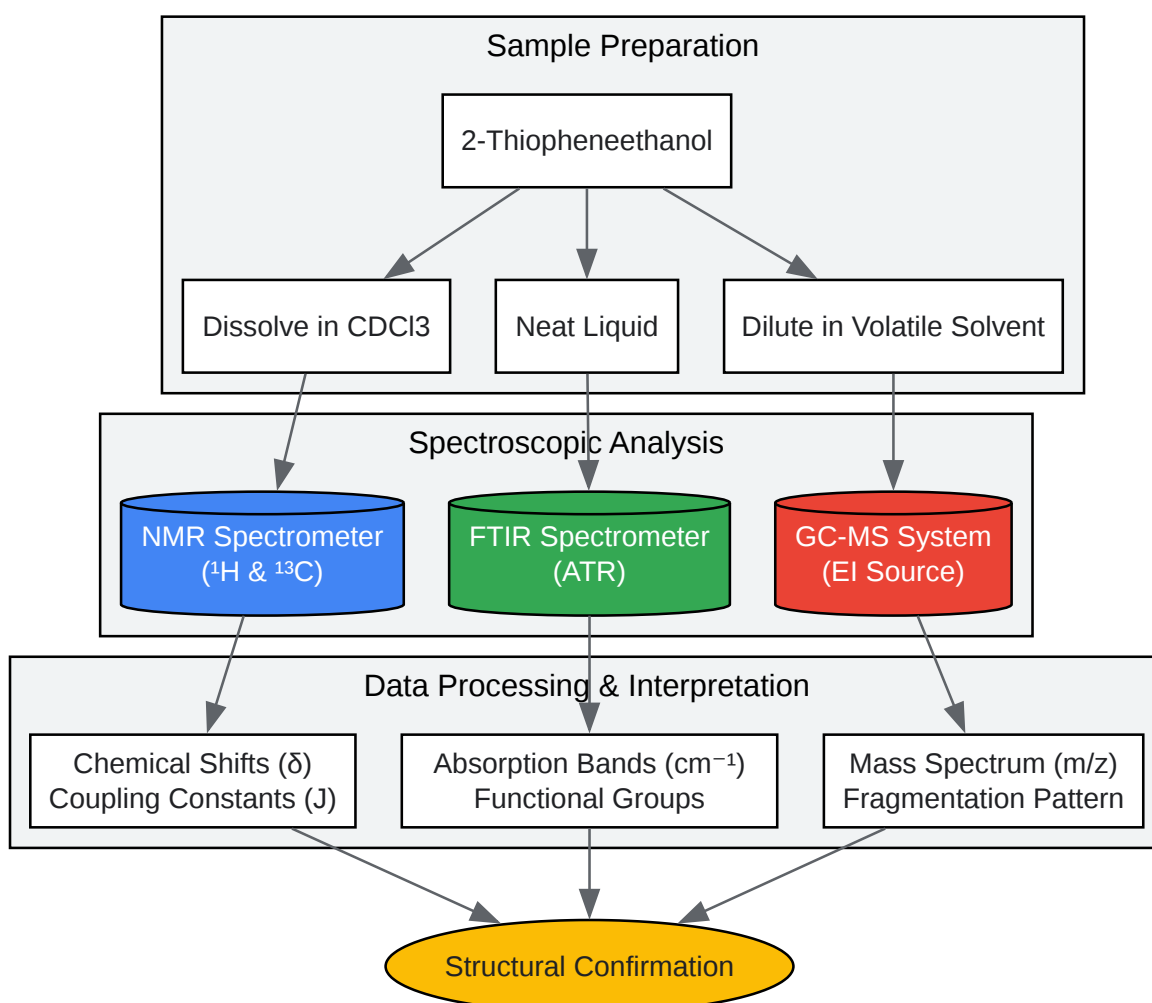 Sample Preparation
2-Thiopheneethanol
Dissolve in CDCl3
Neat Liquid
Dilute in Volatile Solvent
Spectroscopic Analysis
NMR Spectrometer
(¹H & ¹³C)
FTIR Spectrometer
(ATR)
GC-MS System
(EI Source)
Data Processing & Interpretation
Chemical Shifts (δ)
Coupling Constants (J)
Absorption Bands (cm⁻¹)
Functional Groups
Mass Spectrum (m/z)
Fragmentation Pattern
Structural Confirmation